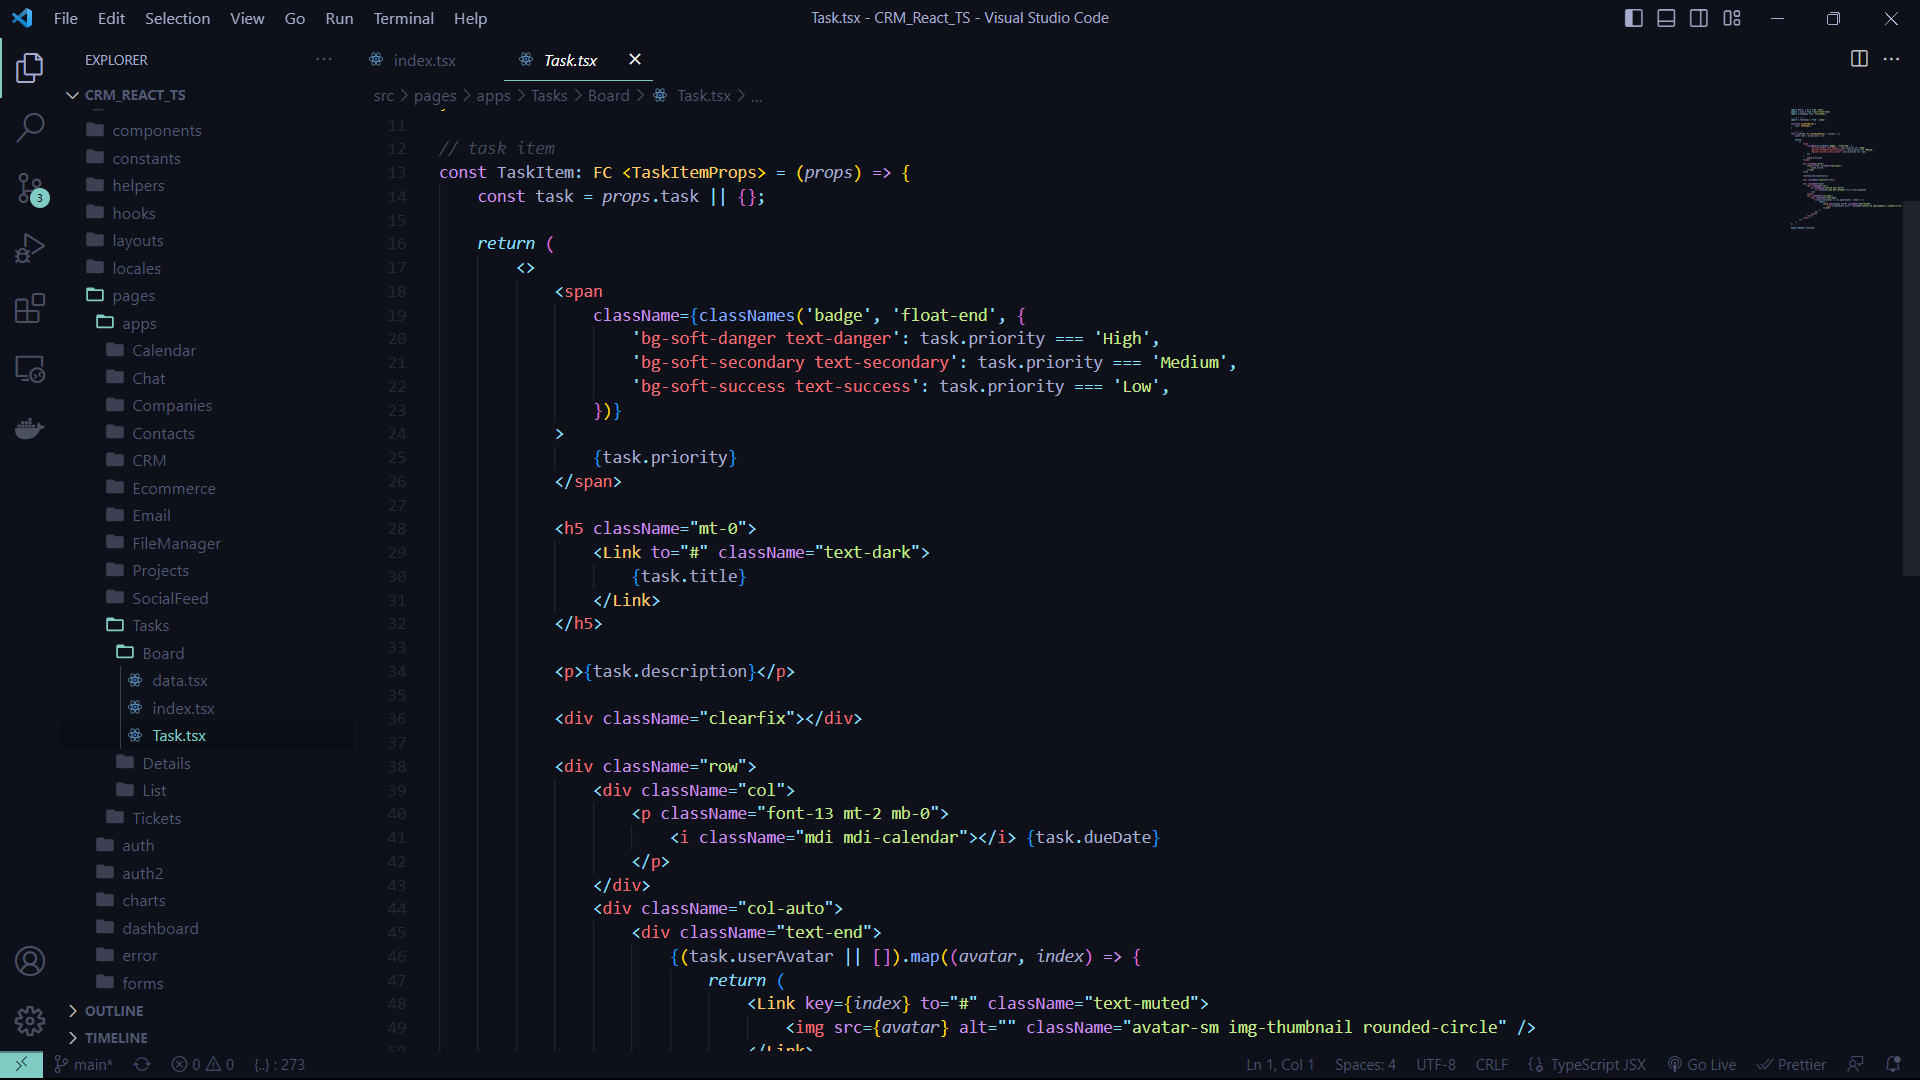 File Edit Selection View Go Run Terminal Help
Task.tsx - CRM_React_TS - Visual Studio Code
EXPLORER
CRM_REACT_TS
components
constants
helpers
hooks
layouts
locales
pages
apps
Calendar
Chat
Companies
Contacts
CRM
Ecommerce
Email
FileManager
Projects
SocialFeed
Tasks
Board
data.tsx
index.tsx
Task.tsx
Details
List
Tickets
auth
auth2
charts
dashboard
error
forms
OUTLINE
TIMELINE
3
index.tsx
Task.tsx
src > pages > apps > Tasks > Board > Task.tsx > ...
11
12 // task item
13 const TaskItem: FC <TaskItemProps> = (props) => {
14 const task = props.task || {};
15
16 return (
17 <>
18 <span
19 className={classNames('badge', 'float-end', {
20 'bg-soft-danger text-danger': task.priority === 'High',
21 'bg-soft-secondary text-secondary': task.priority === 'Medium',
22 'bg-soft-success text-success': task.priority === 'Low',
23 })}
24 >
25 {task.priority}
26 </span>
27
28 <h5 className="mt-0">
29 <Link to="#" className="text-dark">
30 {task.title}
31 </Link>
32 </h5>
33
34 <p>{task.description}</p>
35
36 <div className="clearfix"></div>
37
38 <div className="row">
39 <div className="col">
40 <p className="font-13 mt-2 mb-0">
41 <i className="mdi mdi-calendar"></i> {task.dueDate}
42 </p>
43 </div>
44 <div className="col-auto">
45 <div className="text-end">
46 {(task.userAvatar || []).map((avatar, index) => {
47 return (
48 <Link key={index} to="#" className="text-muted">
49 <img src={avatar} alt="" className="avatar-sm img-thumbnail rounded-circle" />
50 </Link>
main* 0 0 {..} : 273
Ln 1, Col 1 Spaces: 4 UTF-8 CRLF TypeScript JSX Go Live Prettier